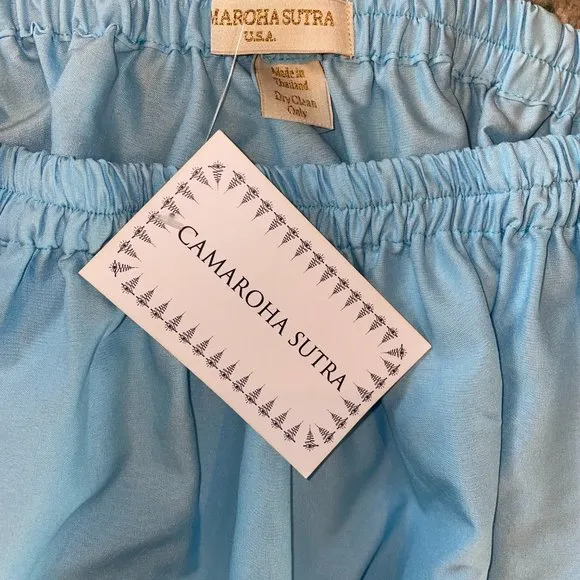 MAROHA SUTRA
U.S.A.
Made in
Thailand
Dry Clean
Only
CAMAROHA SUTRA